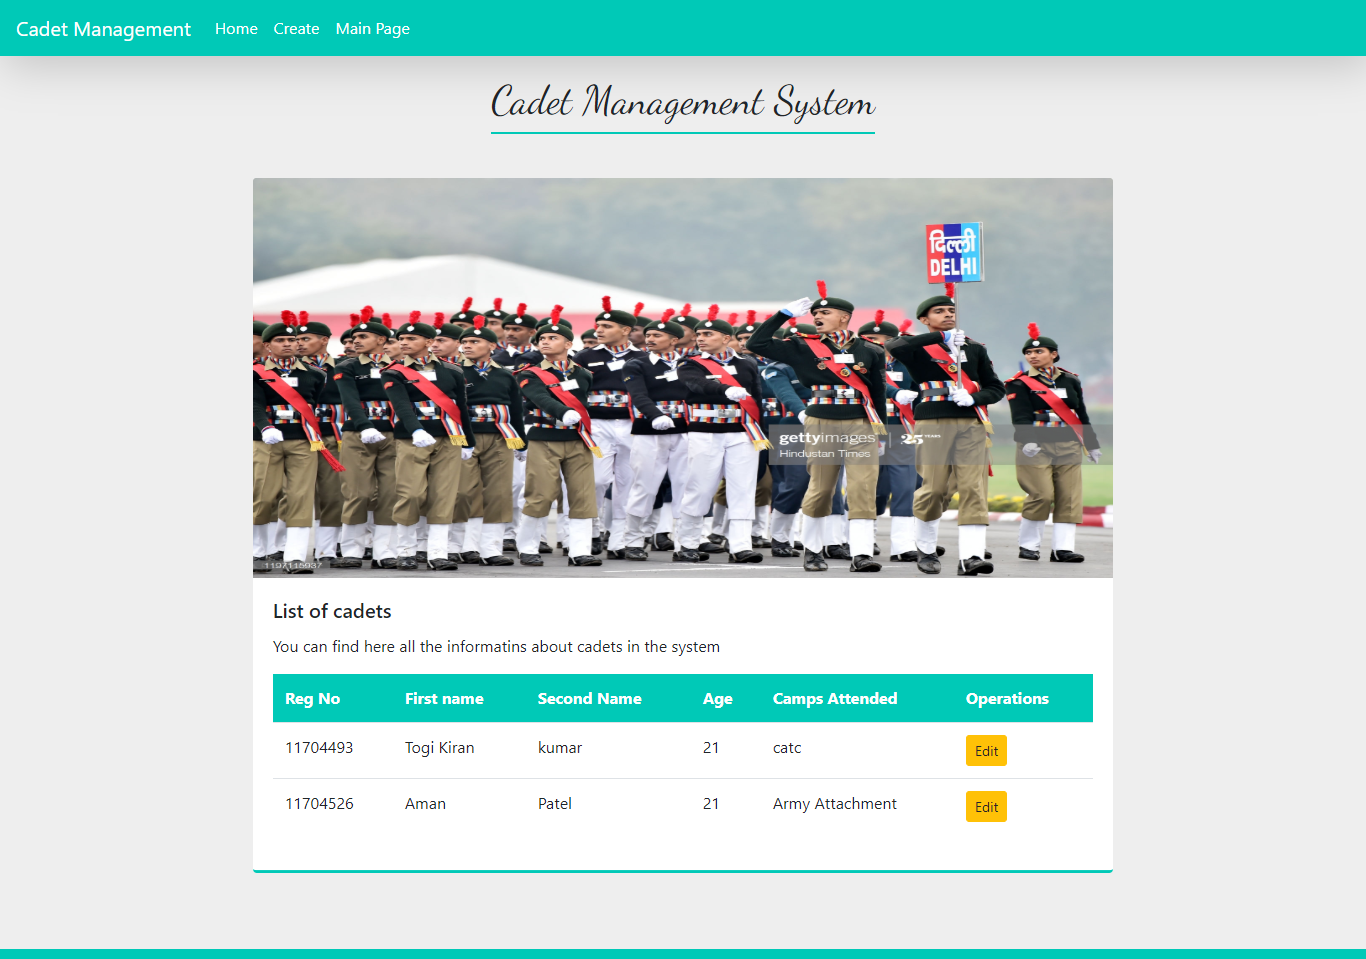 Cadet Management Home Create Main Page
Cadet Management System
दिल्ली
DELHI
gettyimages | 25 YEARS
Hindustan Times
1197115937
List of cadets
You can find here all the informatins about cadets in the system
Reg No First name Second Name Age Camps Attended Operations
11704493 Togi Kiran kumar 21 catc Edit
11704526 Aman Patel 21 Army Attachment Edit